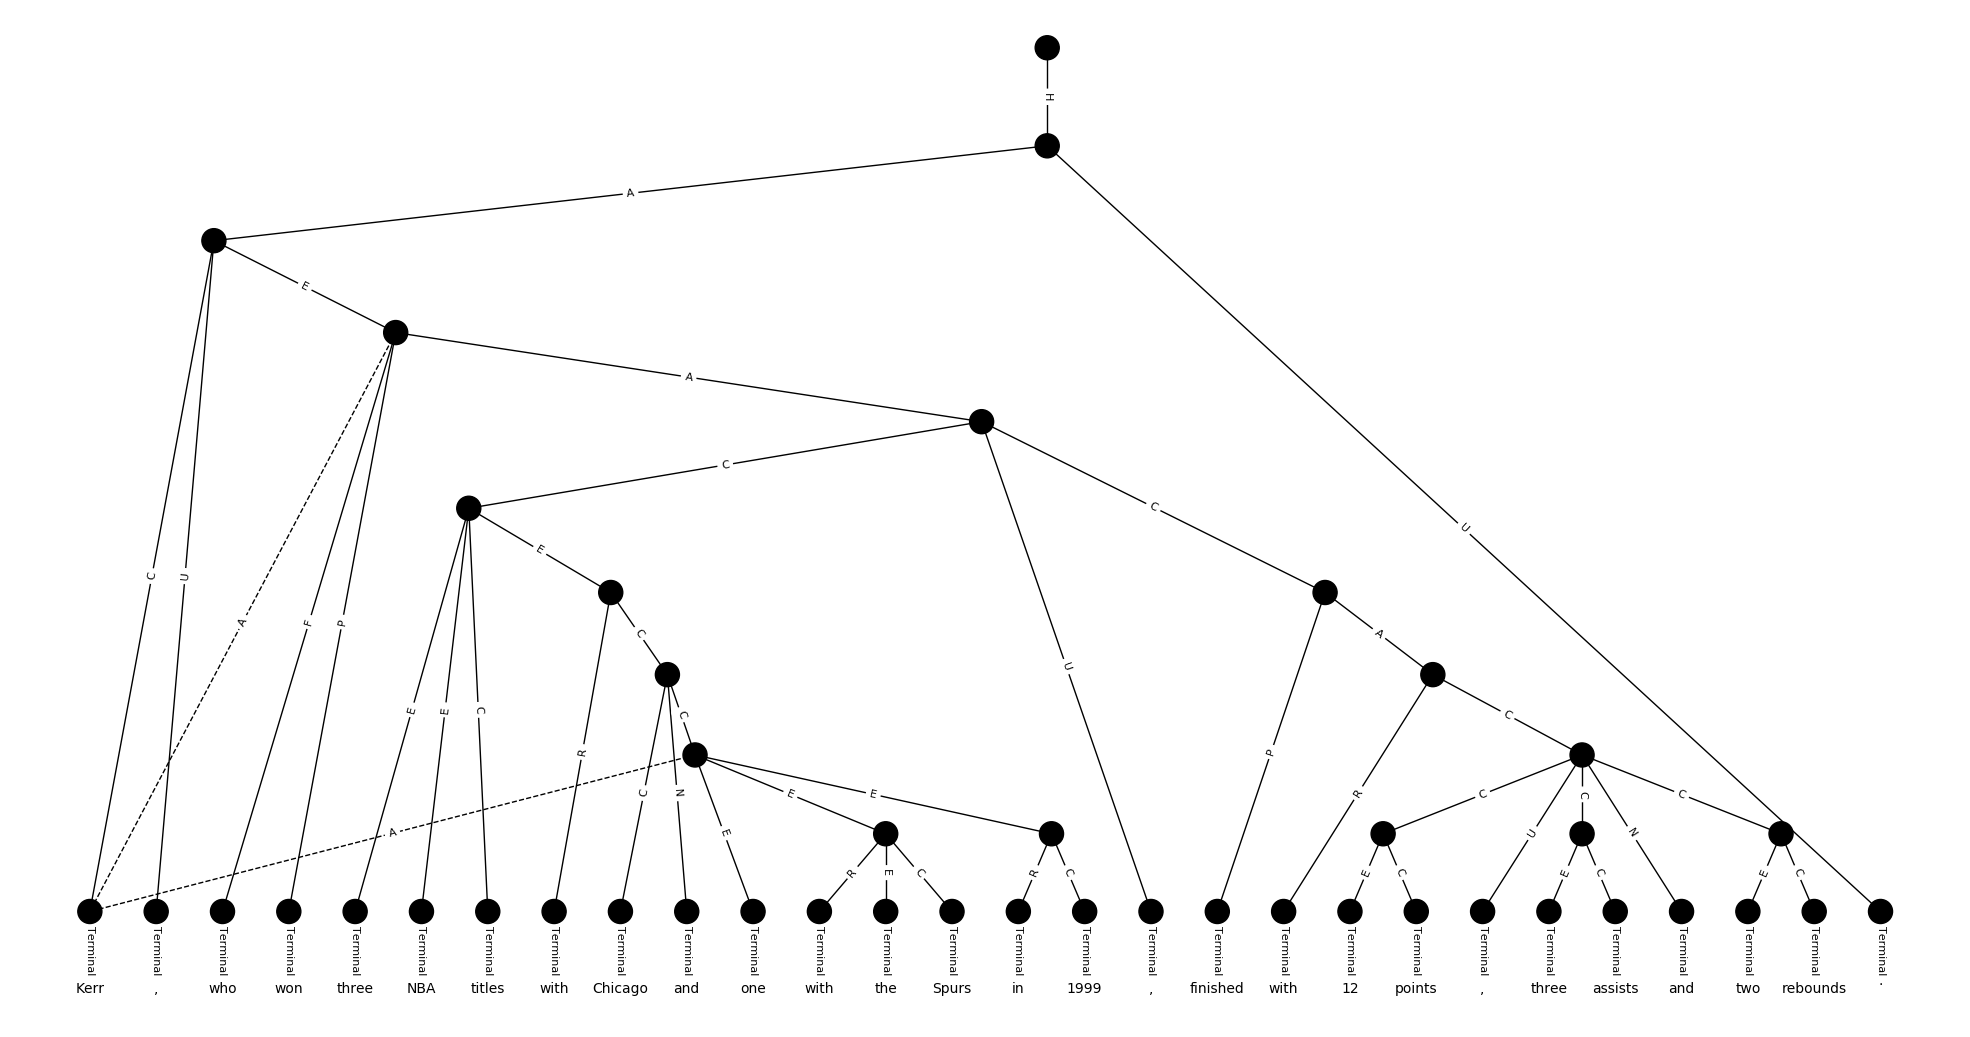 H
A
E
A
C
E
C
U
C
C
U
A
F
P
C
A
E
E
C
C
U
R
P
C
R
C
N
E
E
E
A
C
U
C
N
C
R
E
C
R
C
E
C
E
C
E
C
Terminal Terminal Terminal Terminal Terminal Terminal Terminal Terminal Terminal Terminal Terminal Terminal Terminal Terminal Terminal Terminal Terminal Terminal Terminal Terminal Terminal Terminal Terminal Terminal Terminal Terminal Terminal Terminal
Kerr , who won three NBA titles with Chicago and one with the Spurs in 1999 , finished with 12 points , three assists and two rebounds .